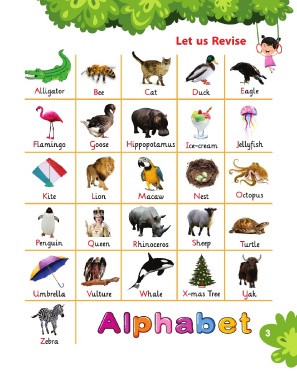 Let us Revise
Alligator Bee Cat Duck Eagle
Flamingo Goose Hippopotamus Ice-cream Jellyfish
Kite Lion Macaw Nest Octopus
Penguin Queen Rhinoceros Sheep Turtle
Umbrella Vulture Whale X-mas Tree Yak
Zebra
Alphabet
3